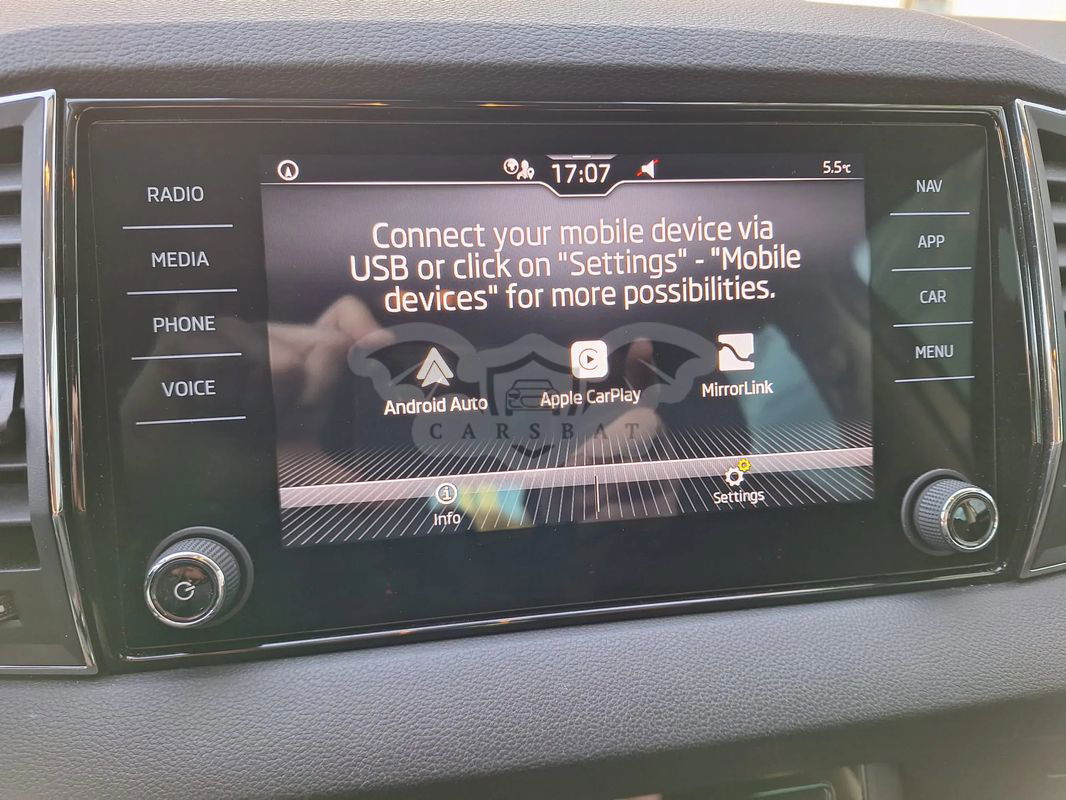 RADIO
MEDIA
PHONE
VOICE
17:07
5.5°C
Connect your mobile device via
USB or click on "Settings" - "Mobile
devices" for more possibilities.
Android Auto
Apple CarPlay
MirrorLink
CARSBAT
Info
Settings
NAV
APP
CAR
MENU